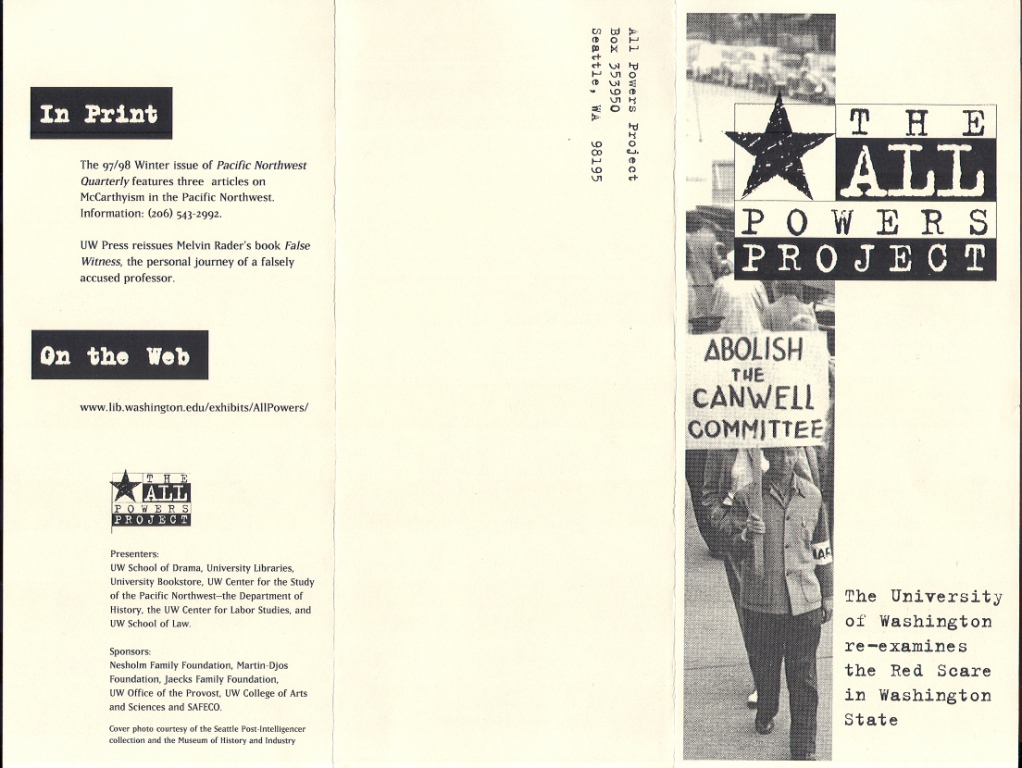 In Print
The 97/98 Winter issue of Pacific Northwest
Quarterly features three articles on
McCarthyism in the Pacific Northwest.
Information: (206) 543-2992.
UW Press reissues Melvin Rader's book False
Witness, the personal journey of a falsely
accused professor.
On the Web
www.lib.washington.edu/exhibits/AllPowers/
THE
ALL
POWERS
PROJECT
Presenters:
UW School of Drama, University Libraries,
University Bookstore, UW Center for the Study
of the Pacific Northwest—the Department of
History, the UW Center for Labor Studies, and
UW School of Law.
Sponsors:
Nesholm Family Foundation, Martin-Djos
Foundation, Jaecks Family Foundation,
UW Office of the Provost, UW College of Arts
and Sciences and SAFECO.
Cover photo courtesy of the Seattle Post-Intelligencer
collection and the Museum of History and Industry
All Powers Project
Box 353950
Seattle, WA 98195
THE
ALL
POWERS
PROJECT
ABOLISH
THE
CANWELL
COMMITTEE
The University
of Washington
re-examines
the Red Scare
in Washington
State